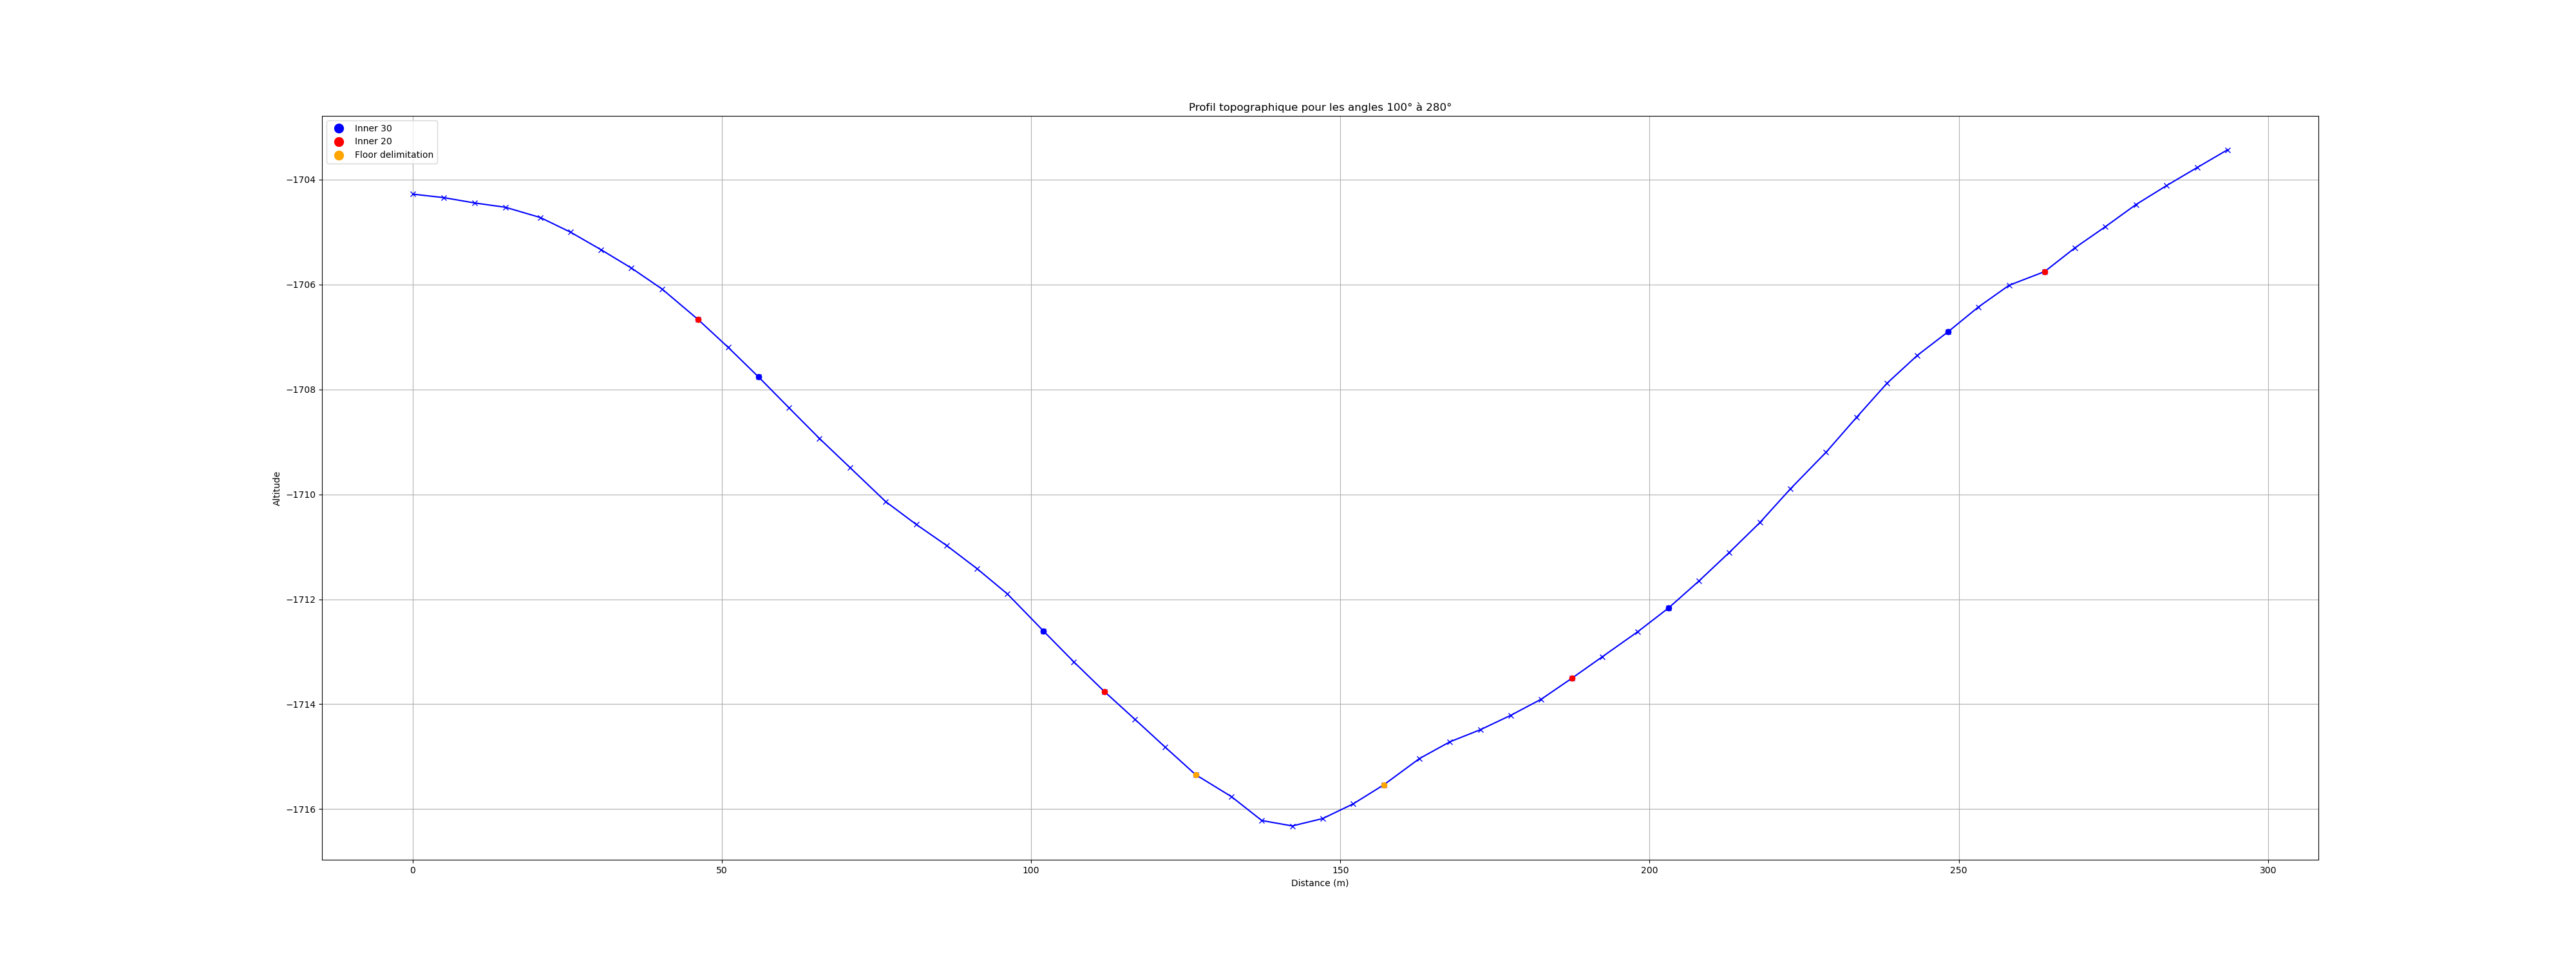 Profil topographique pour les angles 100° à 280°
Inner 30
Inner 20
Floor delimitation
−1704
−1706
−1708
−1710
−1712
−1714
−1716
Altitude
0 50 100 150 200 250 300
Distance (m)